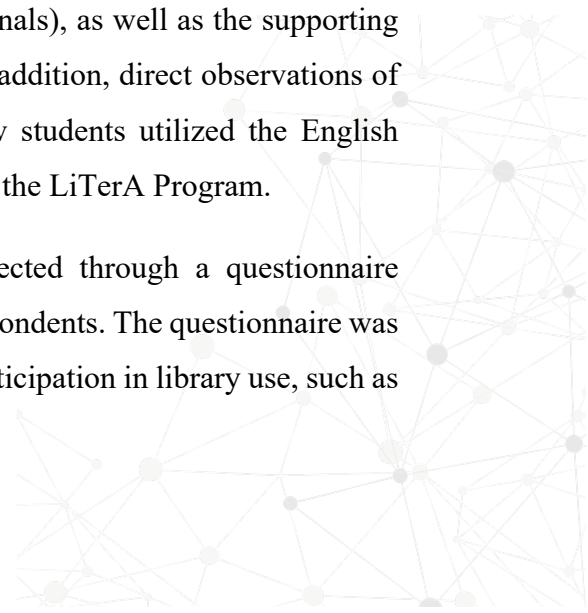 nals), as well as the supporting
addition, direct observations of
students utilized the English
the LiTerA Program.
ected through a questionnaire
ondents. The questionnaire was
ticipation in library use, such as